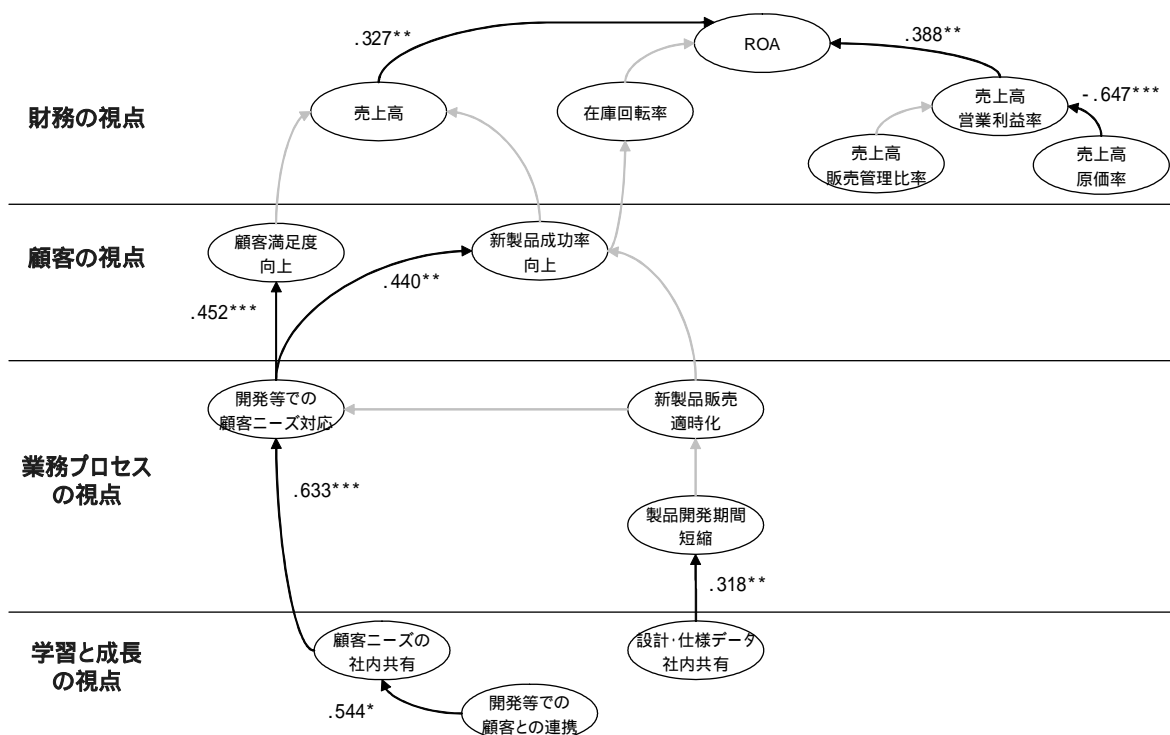 .327**
ROA
.388**
財務の視点
売上高
在庫回転率
売上高
営業利益率
-.647***
売上高
販売管理比率
売上高
原価率
顧客の視点
顧客満足度
向上
新製品成功率
向上
.440**
.452***
開発等での
顧客ニーズ対応
新製品販売
適時化
業務プロセス
の視点
.633***
製品開発期間
短縮
.318**
学習と成長
の視点
顧客ニーズの
社内共有
設計・仕様データ
社内共有
.544*
開発等での
顧客との連携